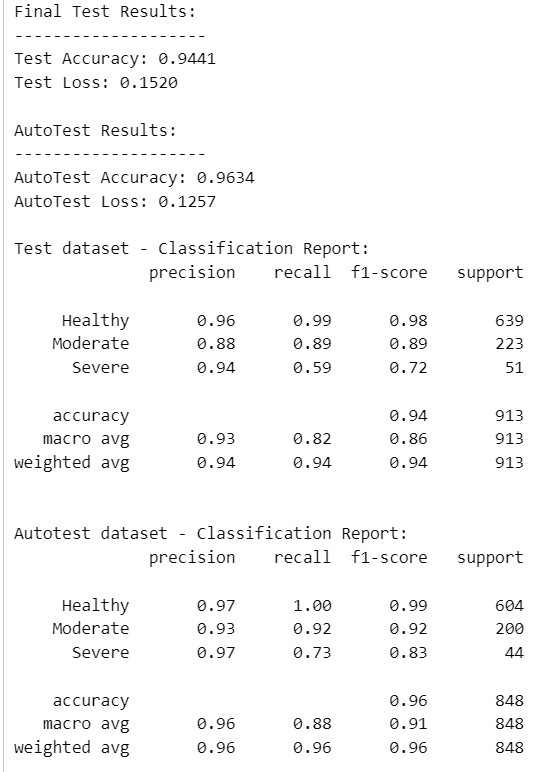 Final Test Results:
--------------------
Test Accuracy: 0.9441
Test Loss: 0.1520
AutoTest Results:
--------------------
AutoTest Accuracy: 0.9634
AutoTest Loss: 0.1257
Test dataset - Classification Report:
precision recall f1-score support
Healthy 0.96 0.99 0.98 639
Moderate 0.88 0.89 0.89 223
Severe 0.94 0.59 0.72 51
accuracy 0.94 913
macro avg 0.93 0.82 0.86 913
weighted avg 0.94 0.94 0.94 913
Autotest dataset - Classification Report:
precision recall f1-score support
Healthy 0.97 1.00 0.99 604
Moderate 0.93 0.92 0.92 200
Severe 0.97 0.73 0.83 44
accuracy 0.96 848
macro avg 0.96 0.88 0.91 848
weighted avg 0.96 0.96 0.96 848